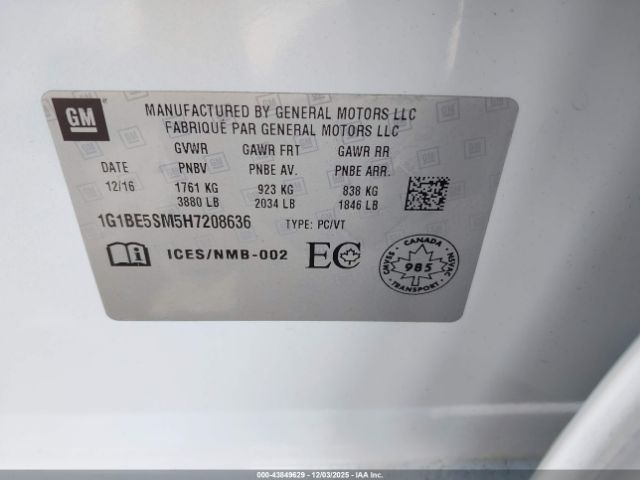 GM
MANUFACTURED BY GENERAL MOTORS LLC
FABRIQUÉ PAR GENERAL MOTORS LLC
GVWR GAWR FRT GAWR RR
DATE PNBV PNBE AV. PNBE ARR.
12/16 1761 KG 923 KG 838 KG
3880 LB 2034 LB 1846 LB
1G1BE5SM5H7208636 TYPE: PC/VT
ICES/NMB-002 EC
CANADA
985
TRANSPORT
000-43849629 - 12/03/2025 - IAA Inc.